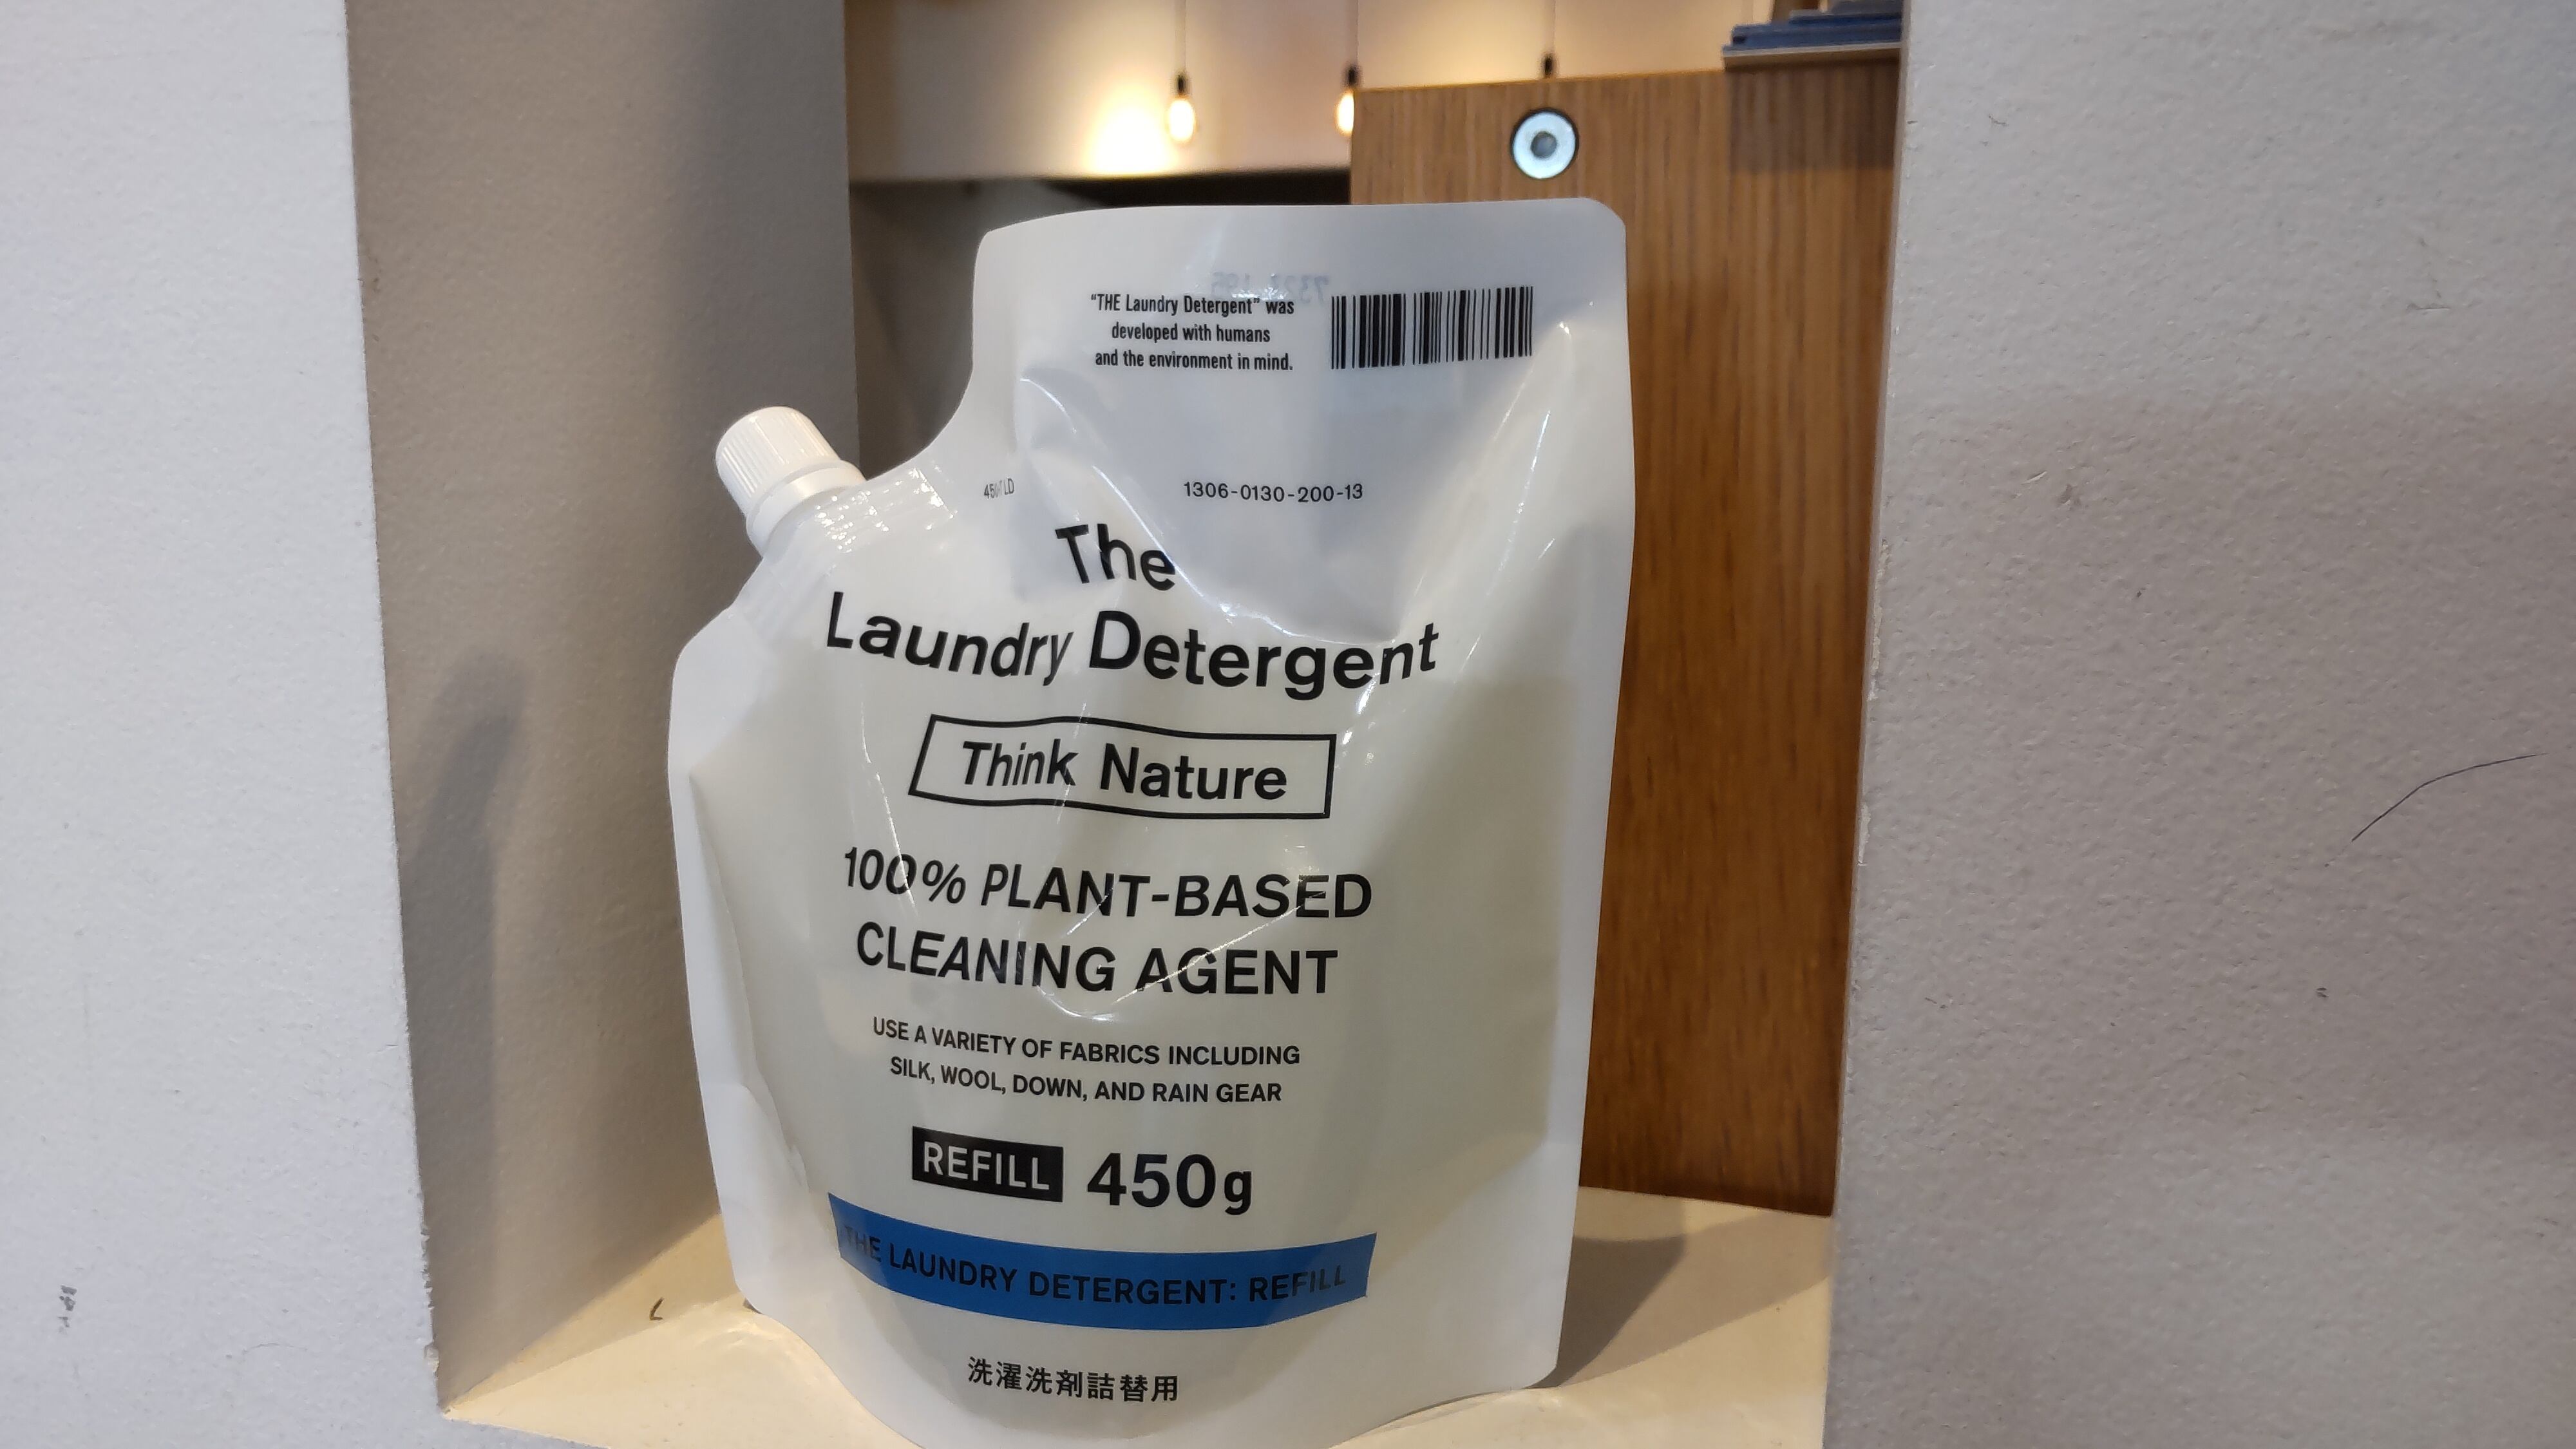 "THE Laundry Detergent" was
developed with humans
and the environment in mind.
1306-0130-200-13
The
Laundry Detergent
Think Nature
100% PLANT-BASED
CLEANING AGENT
USE A VARIETY OF FABRICS INCLUDING
SILK, WOOL, DOWN, AND RAIN GEAR
REFILL 450g
THE LAUNDRY DETERGENT: REFILL
洗濯洗剤詰替用